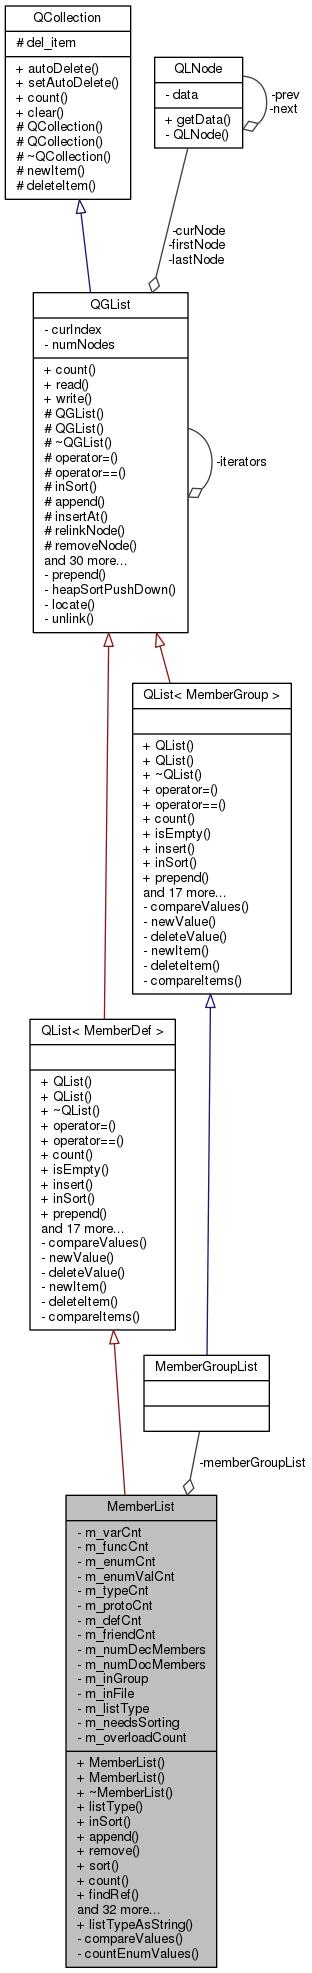 QCollection
# del_item
+ autoDelete()
+ setAutoDelete()
+ count()
+ clear()
# QCollection()
# QCollection()
# ~QCollection()
# newItem()
# deleteItem()
QLNode
- data
+ getData()
- QLNode()
-prev
-next
-curNode
-firstNode
-lastNode
QGList
- curIndex
- numNodes
+ count()
+ read()
+ write()
# QGList()
# QGList()
# ~QGList()
# operator=()
# operator==()
# inSort()
# append()
# insertAt()
# relinkNode()
# removeNode()
and 30 more...
- prepend()
- heapSortPushDown()
- locate()
- unlink()
-iterators
QList< MemberGroup >
+ QList()
+ QList()
+ ~QList()
+ operator=()
+ operator==()
+ count()
+ isEmpty()
+ insert()
+ inSort()
+ prepend()
and 17 more...
- compareValues()
- newValue()
- deleteValue()
- newItem()
- deleteItem()
- compareItems()
QList< MemberDef >
+ QList()
+ QList()
+ ~QList()
+ operator=()
+ operator==()
+ count()
+ isEmpty()
+ insert()
+ inSort()
+ prepend()
and 17 more...
- compareValues()
- newValue()
- deleteValue()
- newItem()
- deleteItem()
- compareItems()
MemberGroupList
-memberGroupList
MemberList
- m_varCnt
- m_funcCnt
- m_enumCnt
- m_enumValCnt
- m_typeCnt
- m_protoCnt
- m_defCnt
- m_friendCnt
- m_numDecMembers
- m_numDocMembers
- m_inGroup
- m_inFile
- m_listType
- m_needsSorting
- m_overloadCount
+ MemberList()
+ MemberList()
+ ~MemberList()
+ listType()
+ inSort()
+ append()
+ remove()
+ sort()
+ count()
+ findRef()
and 32 more...
+ listTypeAsString()
- compareValues()
- countEnumValues()